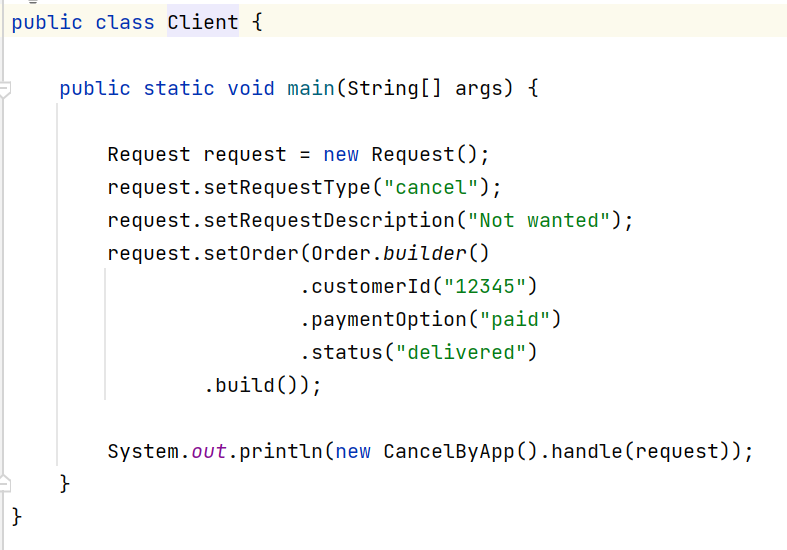 public class Client {
public static void main(String[] args) {
Request request = new Request();
request.setRequestType("cancel");
request.setRequestDescription("Not wanted");
request.setOrder(Order.builder()
.customerId("12345")
.paymentOption("paid")
.status("delivered")
.build());
System.out.println(new CancelByApp().handle(request));
}
}